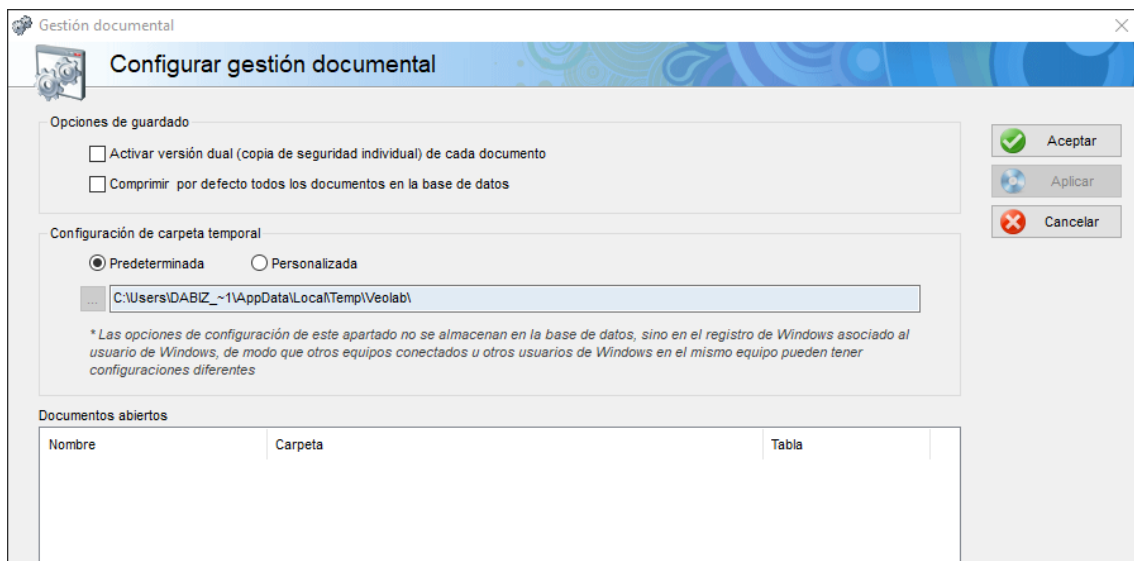 Gestión documental
Configurar gestión documental
Opciones de guardado
Activar versión dual (copia de seguridad individual) de cada documento
Comprimir por defecto todos los documentos en la base de datos
Aceptar
Aplicar
Cancelar
Configuración de carpeta temporal
Predeterminada
Personalizada
...
C:\Users\DABIZ_~1\AppData\Local\Temp\Veolab\
* Las opciones de configuración de este apartado no se almacenan en la base de datos, sino en el registro de Windows asociado al
usuario de Windows, de modo que otros equipos conectados u otros usuarios de Windows en el mismo equipo pueden tener
configuraciones diferentes
Documentos abiertos
Nombre
Carpeta
Tabla